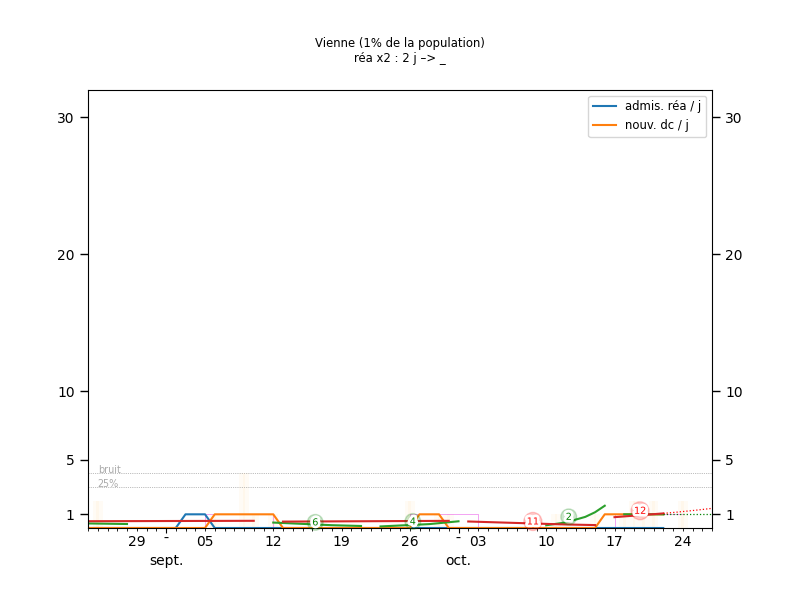 Vienne (1% de la population)
réa x2 : 2 j –> _
admis. réa / j
nouv. dc / j
30 30
20 20
10 10
5 5
bruit
25%
1 1
6 4 11 2 12
29 - 05 12 19 26 - 03 10 17 24
sept. oct.